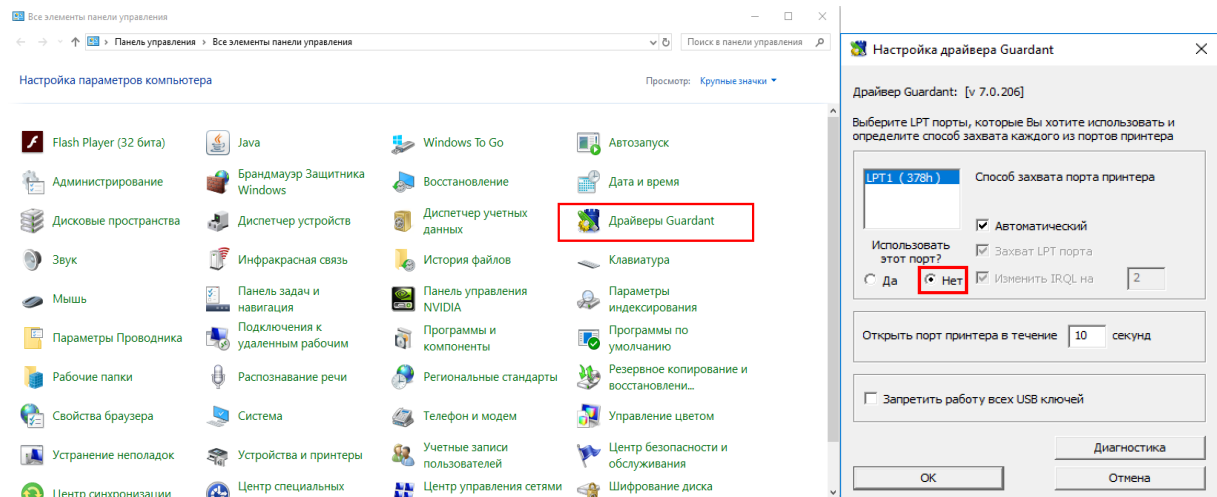 Все элементы панели управления
Панель управления > Все элементы панели управления
Поиск в панели управления
Настройка параметров компьютера
Просмотр: Крупные значки
Flash Player (32 бита)
Java
Windows To Go
Автозапуск
Администрирование
Брандмауэр Защитника
Windows
Восстановление
Дата и время
Дисковые пространства
Диспетчер устройств
Диспетчер учетных
данных
Драйверы Guardant
Звук
Инфракрасная связь
История файлов
Клавиатура
Мышь
Панель задач и
навигация
Панель управления
NVIDIA
Параметры
индексирования
Параметры Проводника
Подключения к
удаленным рабочим
Программы и
компоненты
Программы по
умолчанию
Рабочие папки
Распознавание речи
Региональные стандарты
Резервное копирование и
восстановлени...
Свойства браузера
Система
Телефон и модем
Управление цветом
Устранение неполадок
Устройства и принтеры
Учетные записи
пользователей
Центр безопасности и
обслуживания
Центр синхронизации
Центр специальных
Центр управления сетями
Шифрование диска
Настройка драйвера Guardant
Драйвер Guardant: [v 7.0.206]
Выберите LPT порты, которые Вы хотите использовать и
определите способ захвата каждого из портов принтера
LPT1 ( 378h )
Способ захвата порта принтера
Автоматический
Использовать
этот порт?
Захват LPT порта
Да
Нет
Изменить IRQL на
2
Открыть порт принтера в течение 10 секунд
Запретить работу всех USB ключей
Диагностика
OK
Отмена